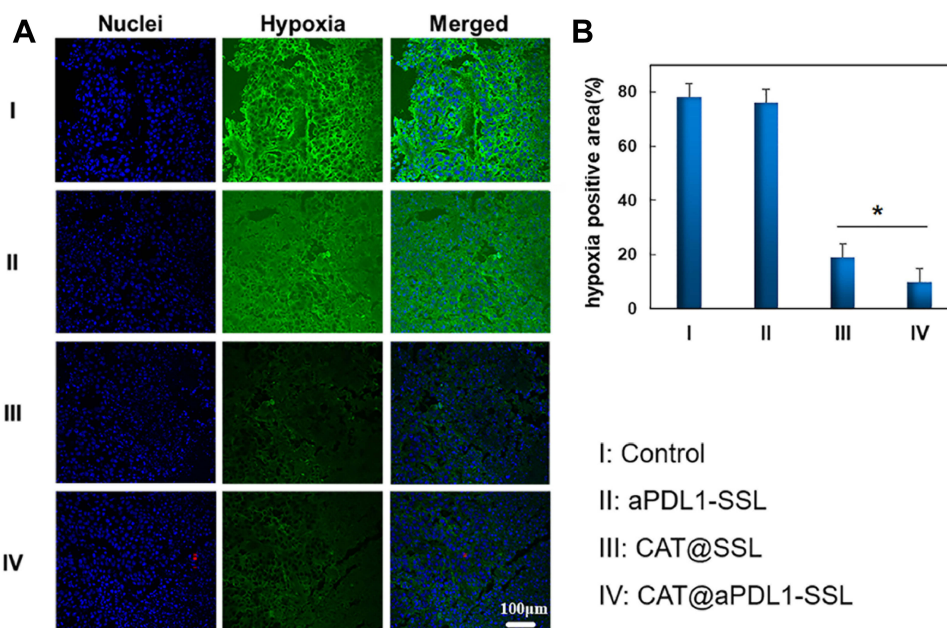 A
Nuclei Hypoxia Merged
I
II
III
IV
100μm
B
hypoxia positive area(%)
80
60
40
20
0
*
I II III IV
I: Control
II: aPDL1-SSL
III: CAT@SSL
IV: CAT@aPDL1-SSL